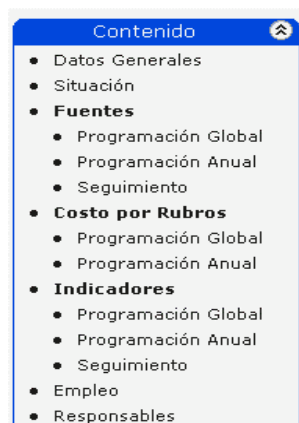 Contenido
Datos Generales
Situación
Fuentes
Programación Global
Programación Anual
Seguimiento
Costo por Rubros
Programación Global
Programación Anual
Indicadores
Programación Global
Programación Anual
Seguimiento
Empleo
Responsables